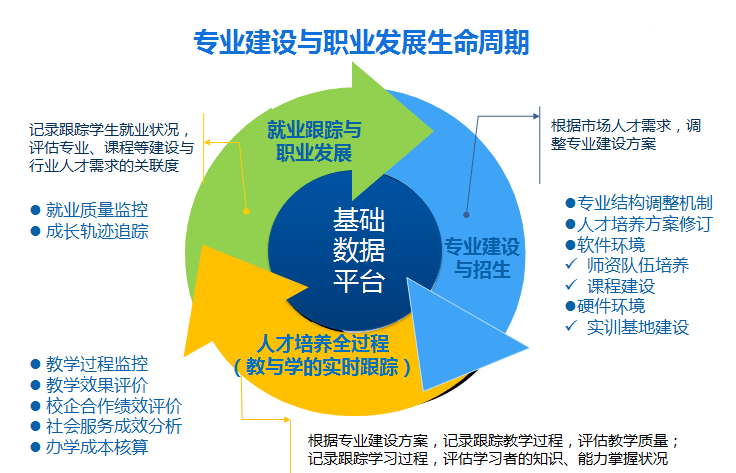 专业建设与职业发展生命周期
记录跟踪学生就业状况，
评估专业、课程等建设与
行业人才需求的关联度
●就业质量监控
●成长轨迹追踪
就业跟踪与
职业发展
根据市场人才需求，调
整专业建设方案
基础
数据
平台
专业建设
与招生
●专业结构调整机制
●人才培养方案修订
●软件环境
✓ 师资队伍培养
✓ 课程建设
●硬件环境
✓ 实训基地建设
人才培养全过程
（教与学的实时跟踪）
●教学过程监控
●教学效果评价
●校企合作绩效评价
●社会服务成效分析
●办学成本核算
根据专业建设方案，记录跟踪教学过程，评估教学质量；
记录跟踪学习过程，评估学习者的知识、能力掌握状况